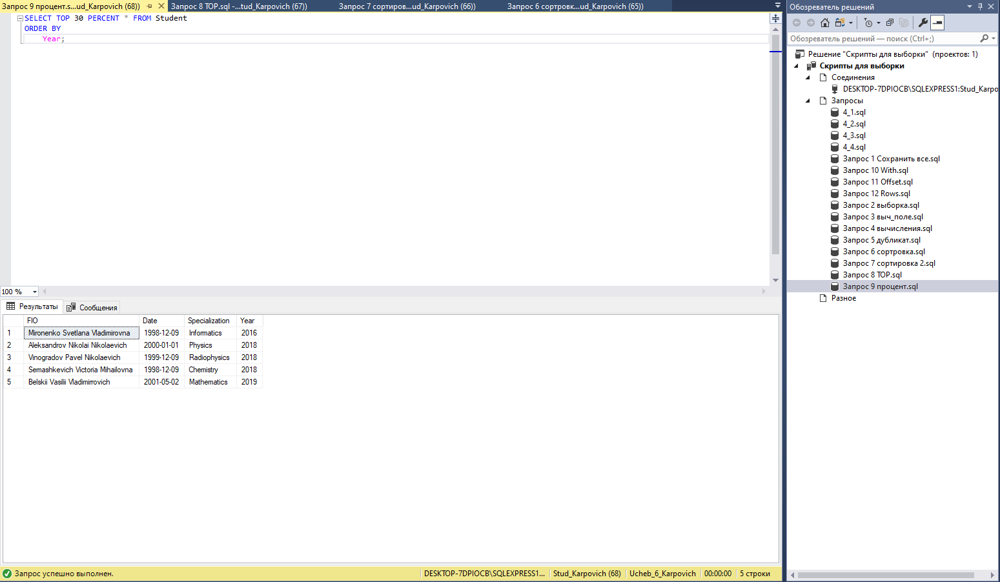 Запрос 9 процент.s...ud_Karpovich (68))
Запрос 8 TOP.sql -...tud_Karpovich (67))
Запрос 7 сортиров...ud_Karpovich (66))
Запрос 6 сортровк...ud_Karpovich (65))
SELECT TOP 30 PERCENT * FROM Student
ORDER BY
Year;
100 %
Результаты
Сообщения
FIO Date Specialization Year
1 Mironenko Svetlana Vladimirovna 1998-12-09 Informatics 2016
2 Aleksandrov Nikolai Nikolaevich 2000-01-01 Physics 2018
3 Vinogradov Pavel Nikolaevich 1999-12-09 Radiophysics 2018
4 Semashkevich Victoria Mihailovna 1998-12-09 Chemistry 2018
5 Belskii Vasilii Vladimirrovich 2001-05-02 Mathematics 2019
Запрос успешно выполнен.
DESKTOP-7DPIOCB\SQLEXPRESS1... Stud_Karpovich (68) Ucheb_6_Karpovich 00:00:00 5 строки
Обозреватель решений
Обозреватель решений — поиск (Ctrl+;)
Решение "Скрипты для выборки" (проектов: 1)
Скрипты для выборки
Соединения
DESKTOP-7DPIOCB\SQLEXPRESS1:Stud_Karpo
Запросы
4_1.sql
4_2.sql
4_3.sql
4_4.sql
Запрос 1 Сохранить все.sql
Запрос 10 With.sql
Запрос 11 Offset.sql
Запрос 12 Rows.sql
Запрос 2 выборка.sql
Запрос 3 выч_поле.sql
Запрос 4 вычисления.sql
Запрос 5 дубликат.sql
Запрос 6 сортровка.sql
Запрос 7 сортировка 2.sql
Запрос 8 TOP.sql
Запрос 9 процент.sql
Разное